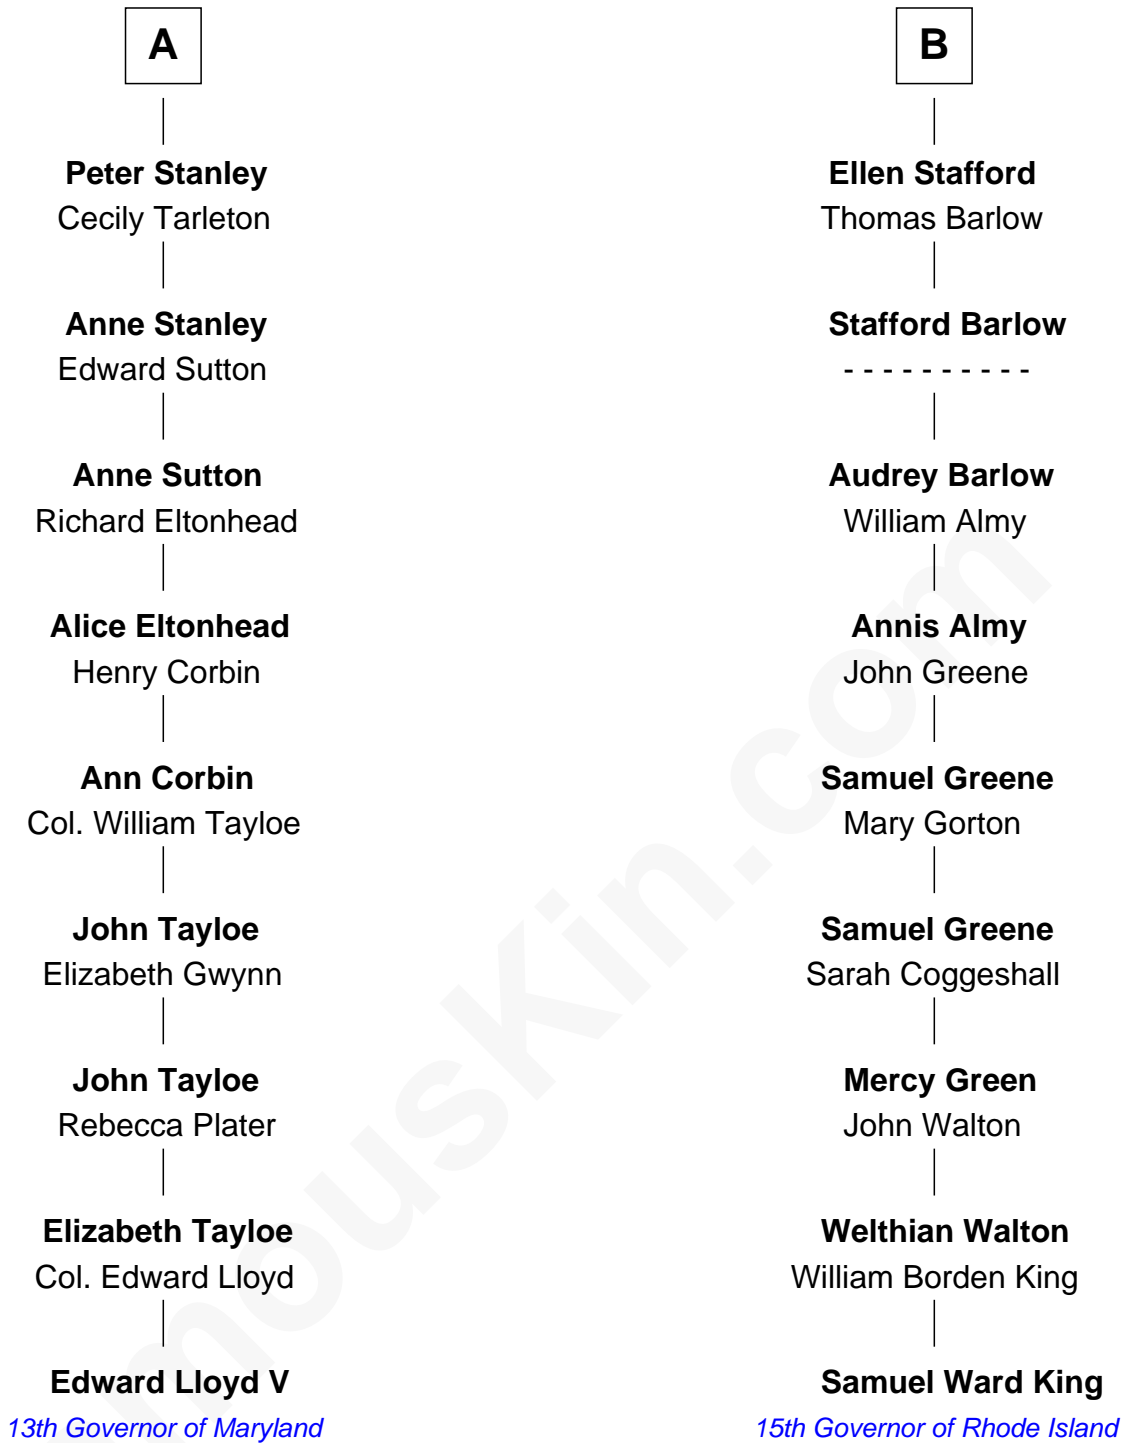 A
Peter Stanley
Cecily Tarleton
Anne Stanley
Edward Sutton
Anne Sutton
Richard Eltonhead
Alice Eltonhead
Henry Corbin
Ann Corbin
Col. William Tayloe
John Tayloe
Elizabeth Gwynn
John Tayloe
Rebecca Plater
Elizabeth Tayloe
Col. Edward Lloyd
Edward Lloyd V
13th Governor of Maryland
B
Ellen Stafford
Thomas Barlow
Stafford Barlow
- - - - - - - - - -
Audrey Barlow
William Almy
Annis Almy
John Greene
Samuel Greene
Mary Gorton
Samuel Greene
Sarah Coggeshall
Mercy Green
John Walton
Welthian Walton
William Borden King
Samuel Ward King
15th Governor of Rhode Island
mousKin.com